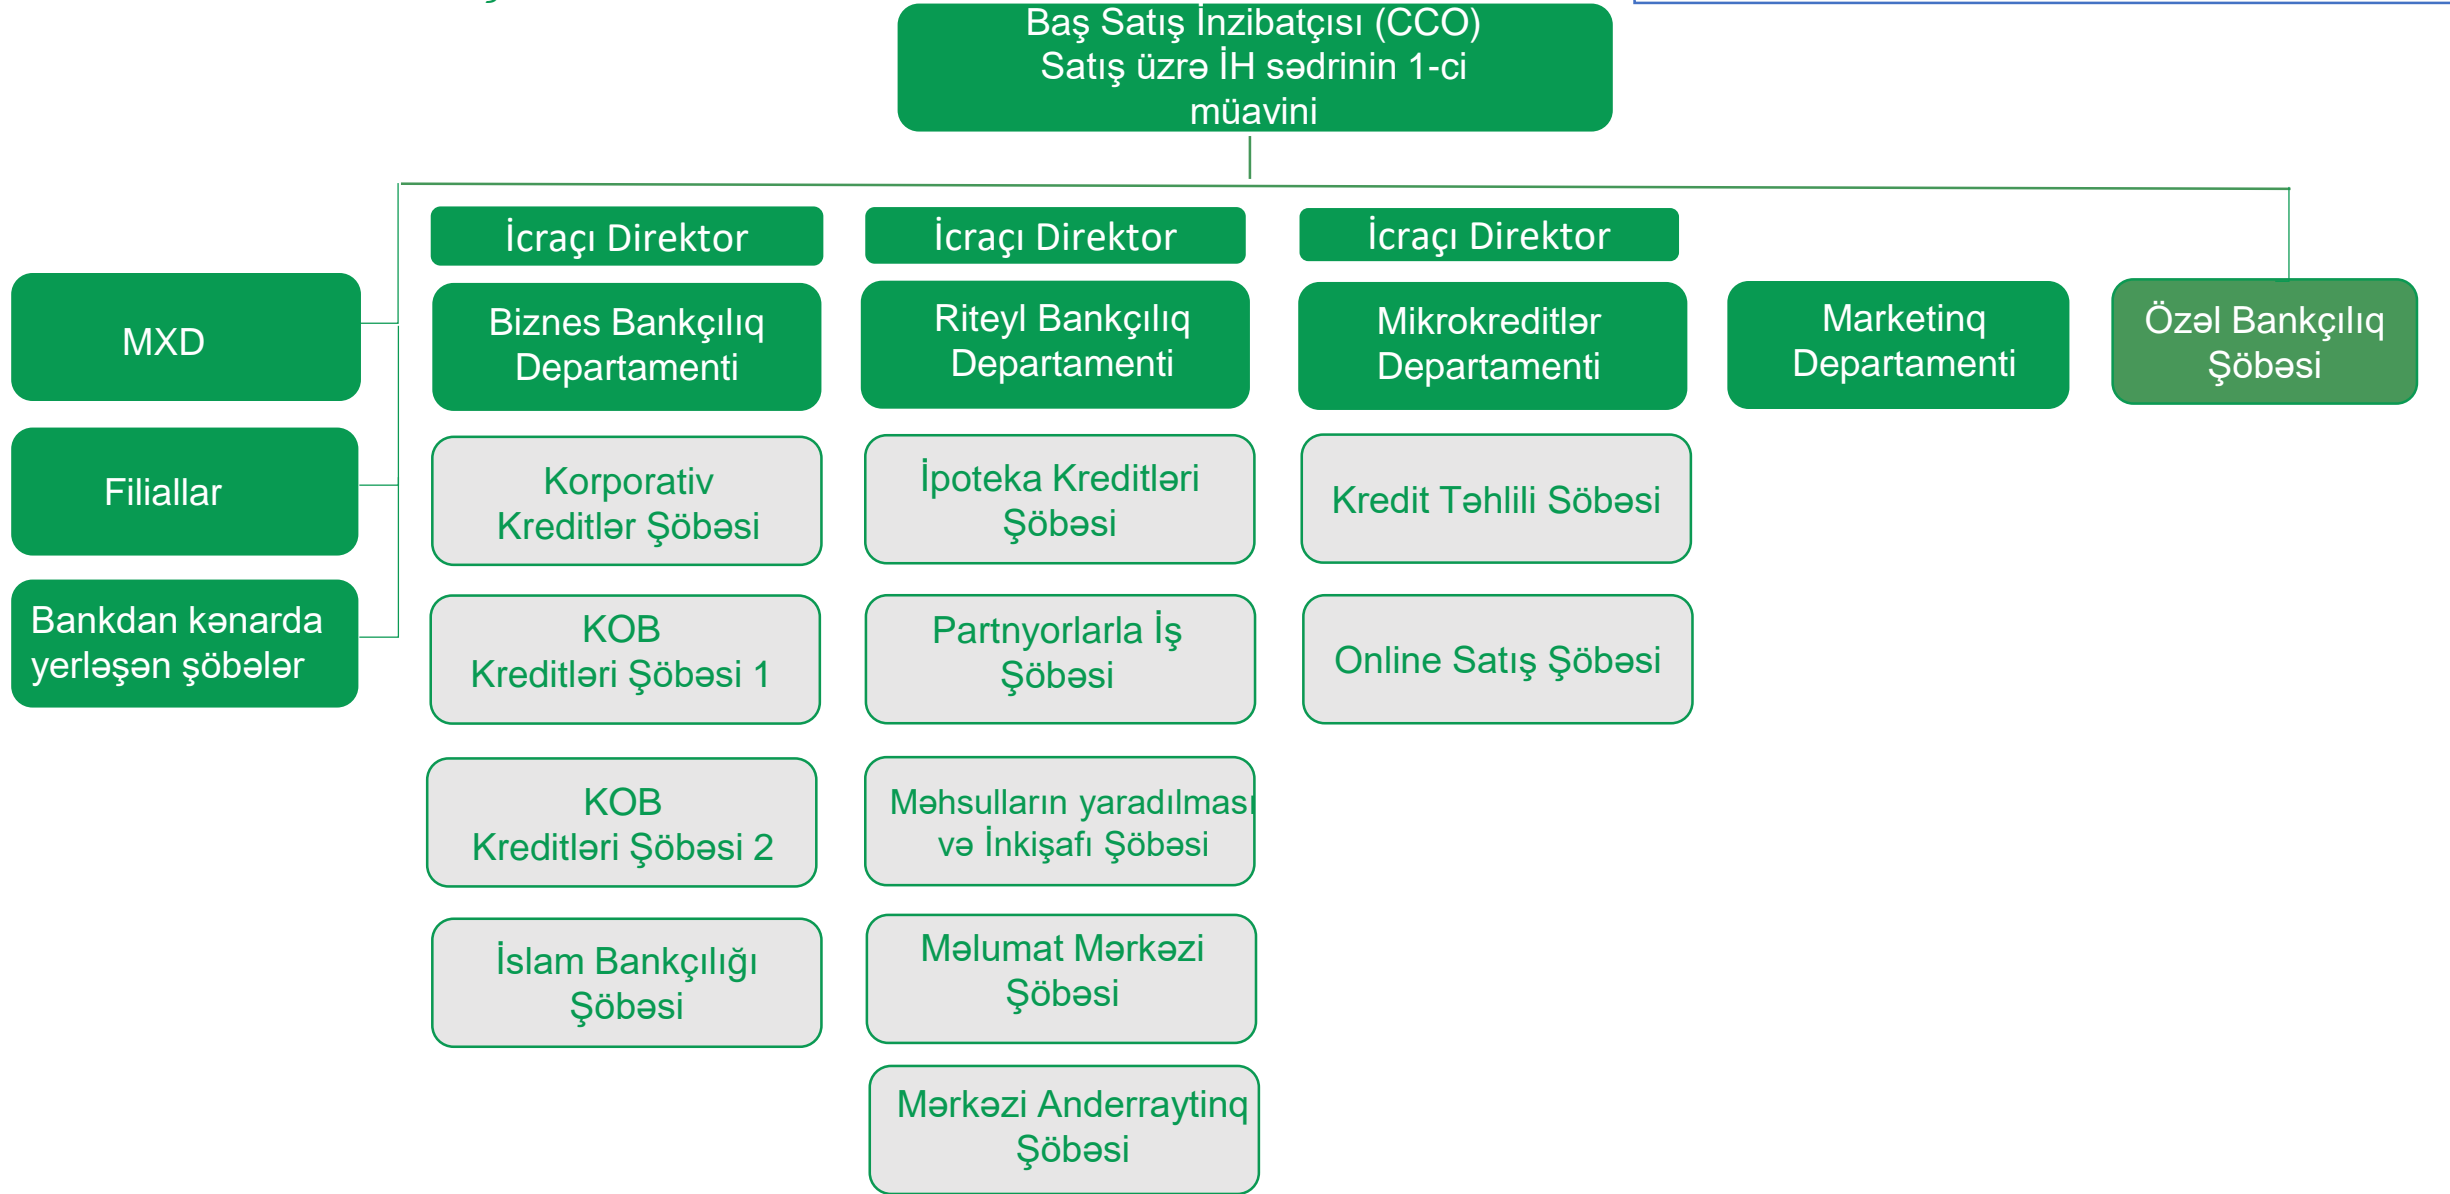 Baş Satış İnzibatçısı (CCO)
Satış üzrə İH sədrinin 1-ci
müavini
İcraçı Direktor
İcraçı Direktor
İcraçı Direktor
MXD
Biznes Bankçılıq
Departamenti
Riteyl Bankçılıq
Departamenti
Mikrokreditlər
Departamenti
Marketinq
Departamenti
Özəl Bankçılıq
Şöbəsi
Filiallar
Korporativ
Kreditlər Şöbəsi
İpoteka Kreditləri
Şöbəsi
Kredit Təhlili Söbəsi
Bankdan kənarda
yerləşən şöbələr
KOB
Kreditləri Şöbəsi 1
Partnyorlarla İş
Şöbəsi
Online Satış Şöbəsi
KOB
Kreditləri Şöbəsi 2
Məhsulların yaradılması
və İnkişafı Şöbəsi
İslam Bankçılığı
Şöbəsi
Məlumat Mərkəzi
Şöbəsi
Mərkəzi Anderraytinq
Şöbəsi